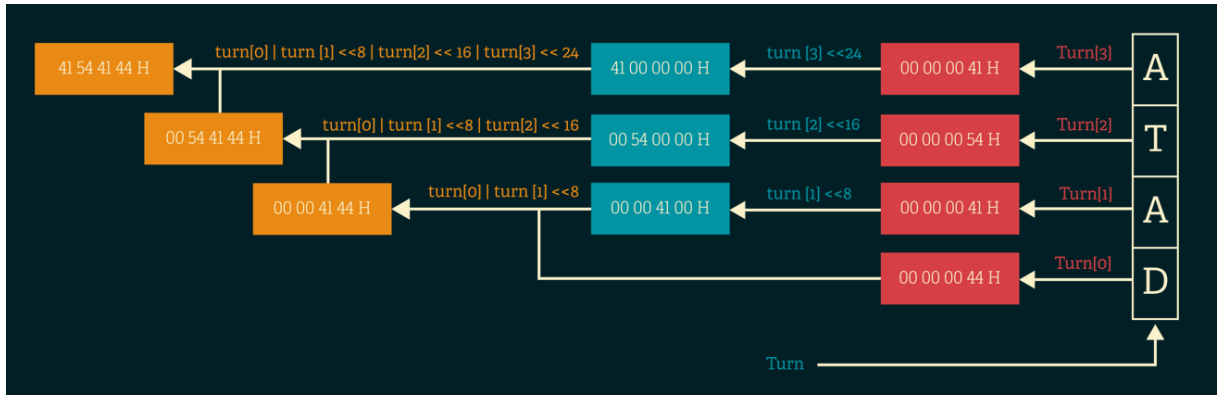 turn[0] | turn [1] <<8 | turn[2] << 16 | turn[3] << 24
turn [3] <<24
Turn[3]
41 54 41 44 H
41 00 00 00 H
00 00 00 41 H
A
turn[0] | turn [1] <<8 | turn[2] << 16
turn [2] <<16
Turn[2]
00 54 41 44 H
00 54 00 00 H
00 00 00 54 H
T
turn[0] | turn [1] <<8
turn [1] <<8
Turn[1]
00 00 41 44 H
00 00 41 00 H
00 00 00 41 H
A
Turn[0]
00 00 00 44 H
D
Turn